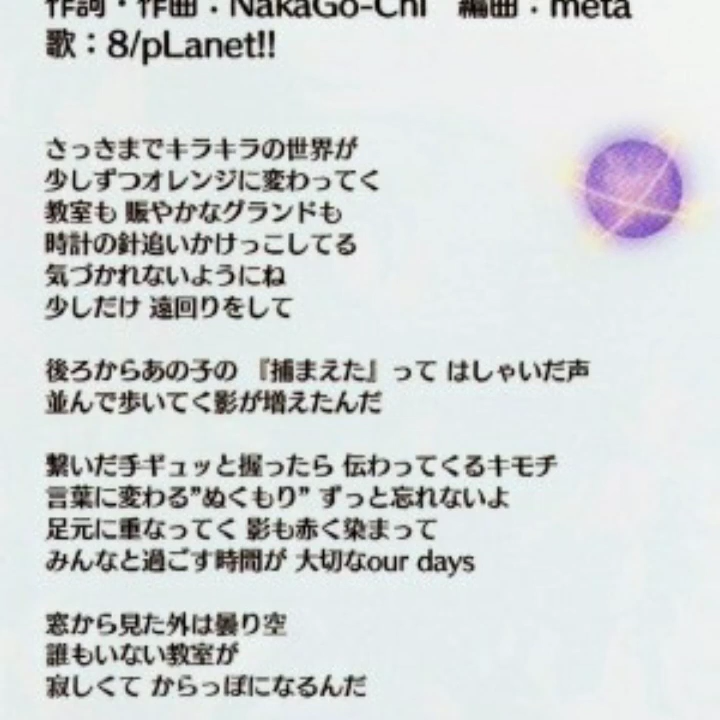 作詞・作曲：NakaGo-Chi 編曲：meta
歌：8/pLanet!!
さっきまでキラキラの世界が
少しずつオレンジに変わってく
教室も 賑やかなグランドも
時計の針追いかけっこしてる
気づかれないようにね
少しだけ 遠回りをして
後ろからあの子の 『捕まえた』って はしゃいだ声
並んで歩いてく影が増えたんだ
繋いだ手ギュッと握ったら 伝わってくるキモチ
言葉に変わる”ぬくもり” ずっと忘れないよ
足元に重なってく 影も赤く染まって
みんなと過ごす時間が 大切なour days
窓から見た外は曇り空
誰もいない教室が
寂しくて からっぽになるんだ